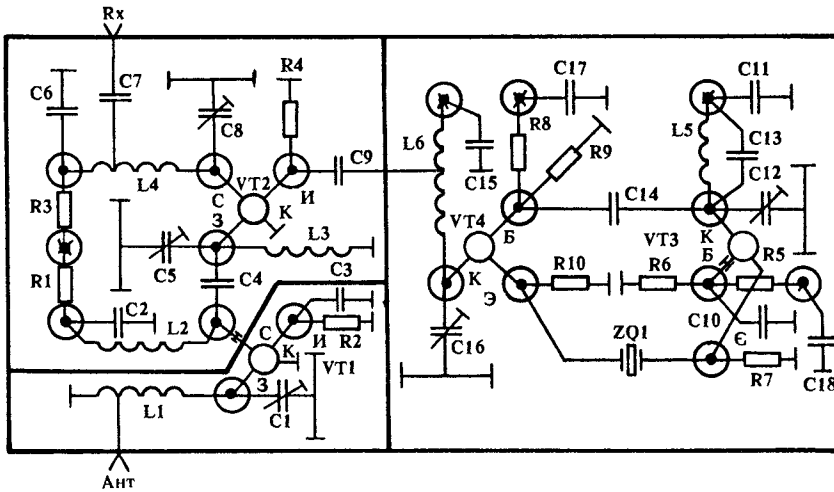 Rx
C6
C7
R4
C17
C11
C8
R8
L5
C13
L6
R9
C12
C9
C15
L4
VT2
И
C14
С
К
R3
З
Б
К
VT4
VT3
L3
C5
R1
C4
C3
К
Э
R10
R6
Б
R5
C2
L2
С
И
R2
C10
К
C16
ZQ1
Є
З
VT1
R7
C18
L1
C1
Ант